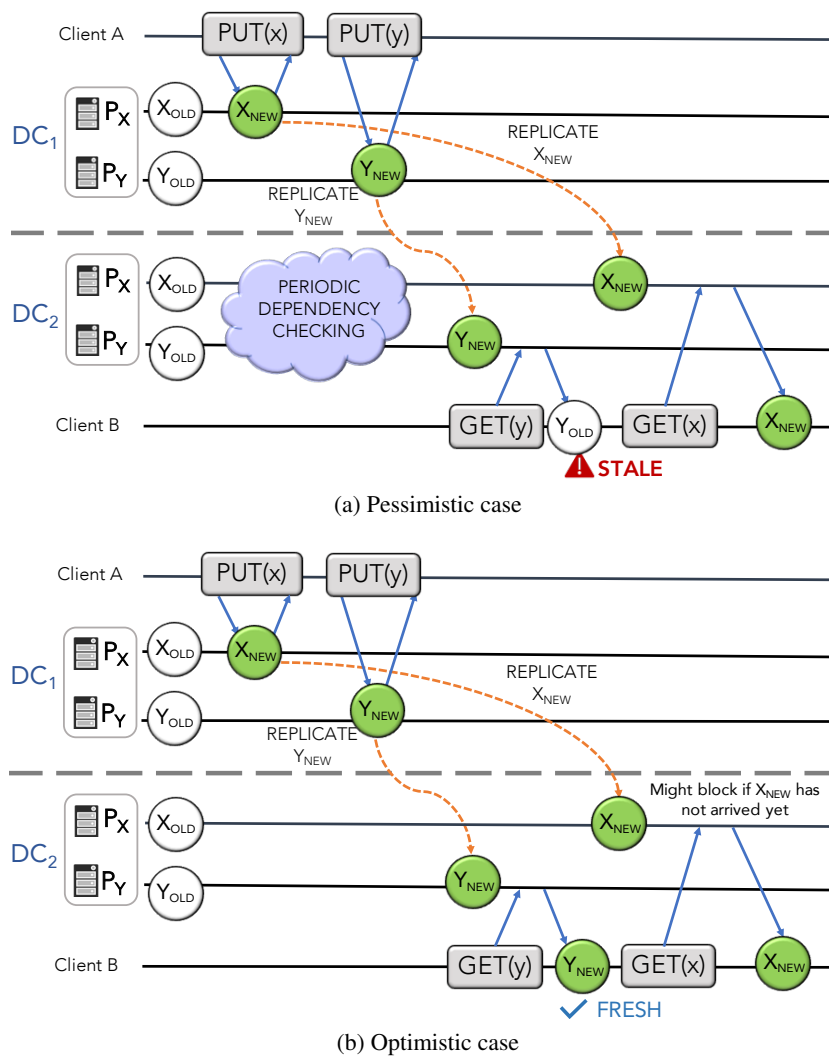 Client A
PUT(x)
PUT(y)
DC1
PX
XOLD
XNEW
REPLICATE
XNEW
PY
YOLD
YNEW
REPLICATE
YNEW
DC2
PX
XOLD
PERIODIC
DEPENDENCY
CHECKING
XNEW
PY
YOLD
YNEW
Client B
GET(y)
YOLD
GET(x)
XNEW
STALE
(a) Pessimistic case
Client A
PUT(x)
PUT(y)
DC1
PX
XOLD
XNEW
REPLICATE
XNEW
PY
YOLD
YNEW
REPLICATE
YNEW
Might block if XNEW has
not arrived yet
DC2
PX
XOLD
XNEW
PY
YOLD
YNEW
Client B
GET(y)
YNEW
GET(x)
XNEW
FRESH
(b) Optimistic case